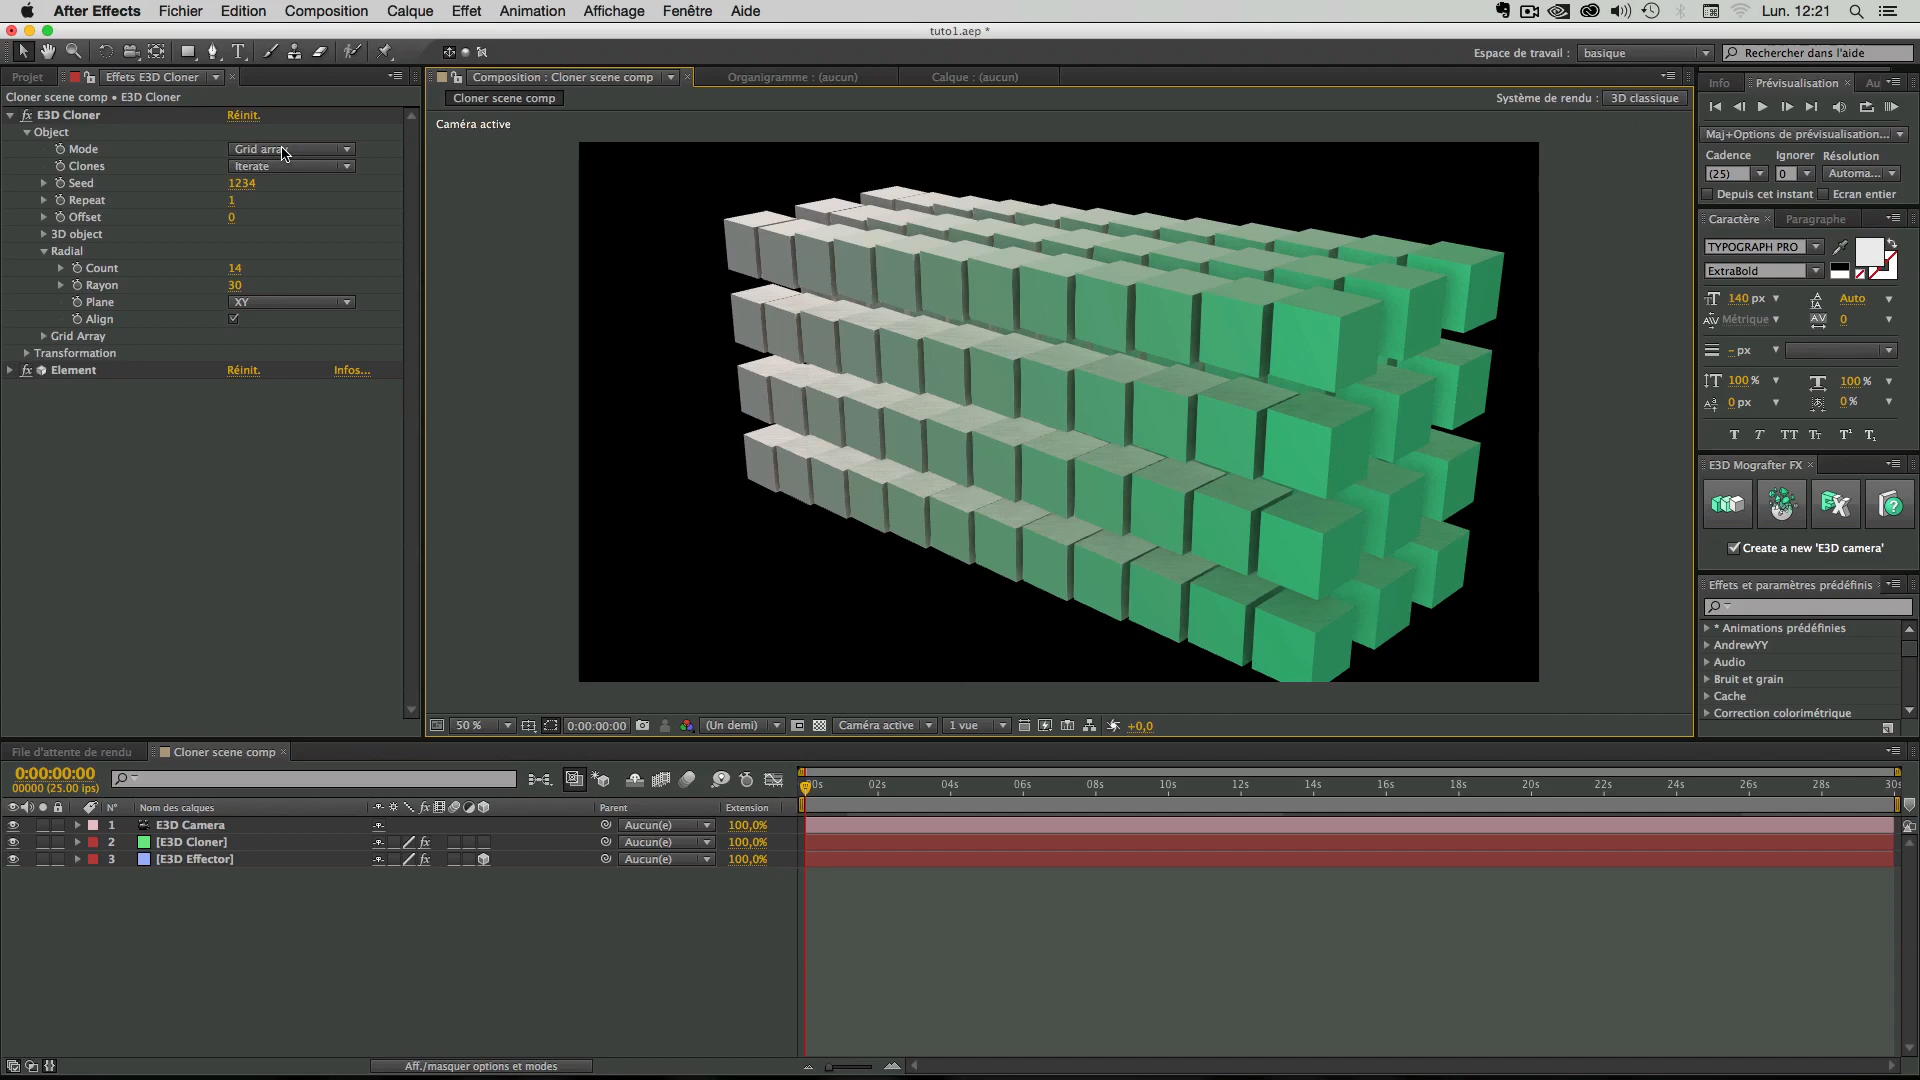 After Effects Fichier Edition Composition Calque Effet Animation Affichage Fenêtre Aide Lun. 12:21
tuto1.aep *
Espace de travail : basique Rechercher dans l'aide
Projet Effets E3D Cloner
Composition : Cloner scene comp Organigramme : (aucun) Calque : (aucun)
Info Prévisualisation Au
Cloner scene comp • E3D Cloner
Cloner scene comp Système de rendu : 3D classique
E3D Cloner Réinit.
Object
Mode Grid array
Clones Iterate
Seed 1234
Repeat 1
Offset 0
3D object
Radial
Count 14
Rayon 30
Plane XY
Align
Grid Array
Transformation
Element Réinit. Infos...
Caméra active
Maj+Options de prévisualisation...
Cadence Ignorer Résolution
(25) 0 Automa...
Depuis cet instant Ecran entier
Caractère Paragraphe
TYPOGRAPH PRO
ExtraBold
140 px Auto
Métrique 0
- px
100 % 100 %
0 px 0 %
T T TT Tt T¹ T₁
E3D Mografter FX
Create a new 'E3D camera'
Effets et paramètres prédéfinis
* Animations prédéfinies
AndrewYY
Audio
Bruit et grain
Cache
Correction colorimétrique
50 % 0:00:00:00 (Un demi) Caméra active 1 vue +0,0
File d'attente de rendu Cloner scene comp
0:00:00:00
00000 (25.00 ips)
00s 02s 04s 06s 08s 10s 12s 14s 16s 18s 20s 22s 24s 26s 28s 30s
N° Nom des calques Parent Extension
1 E3D Camera Aucun(e) 100,0%
2 [E3D Cloner] Aucun(e) 100,0%
3 [E3D Effector] Aucun(e) 100,0%
Aff./masquer options et modes